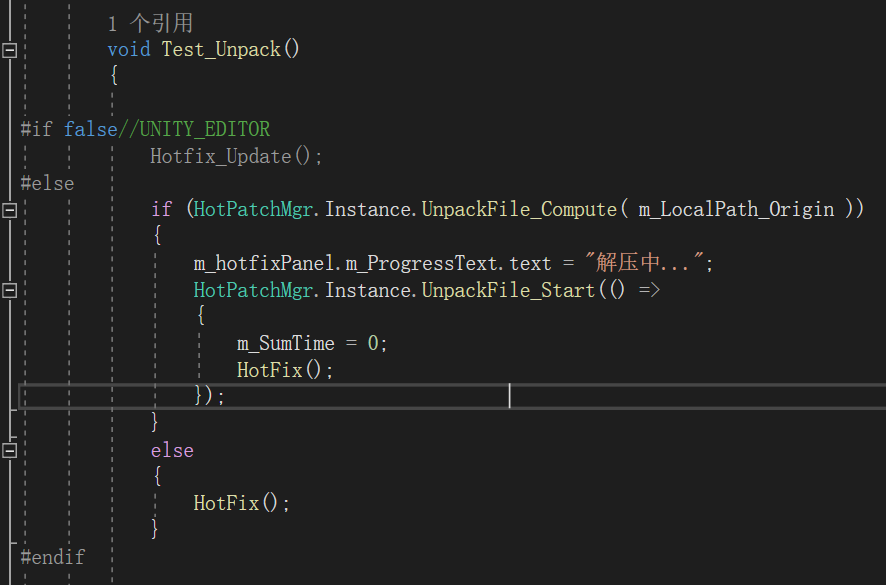 1 个引用
void Test_Unpack()
{
#if false//UNITY_EDITOR
Hotfix_Update();
#else
if (HotPatchMgr.Instance.UnpackFile_Compute( m_LocalPath_Origin ))
{
m_hotfixPanel.m_ProgressText.text = "解压中...";
HotPatchMgr.Instance.UnpackFile_Start(() =>
{
m_SumTime = 0;
HotFix();
});
}
else
{
HotFix();
}
#endif